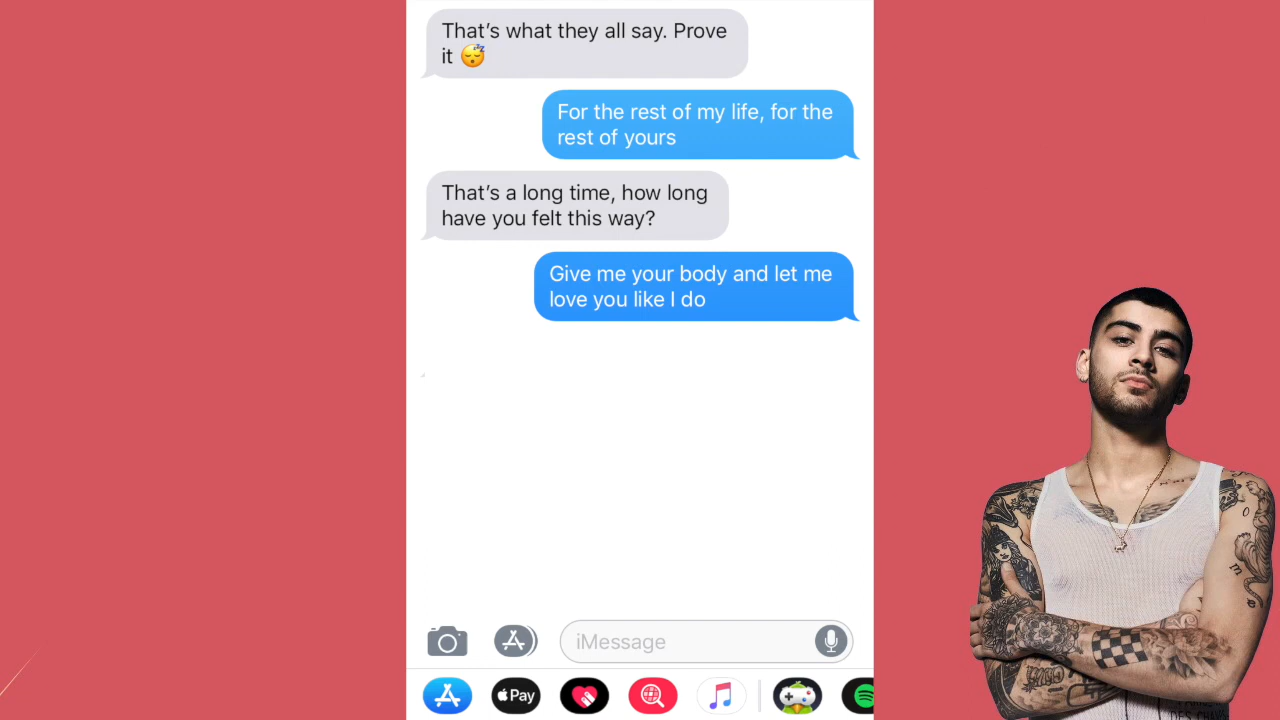 That's what they all say. Prove
it 😴
For the rest of my life, for the
rest of yours
That's a long time, how long
have you felt this way?
Give me your body and let me
love you like I do
iMessage
Pay